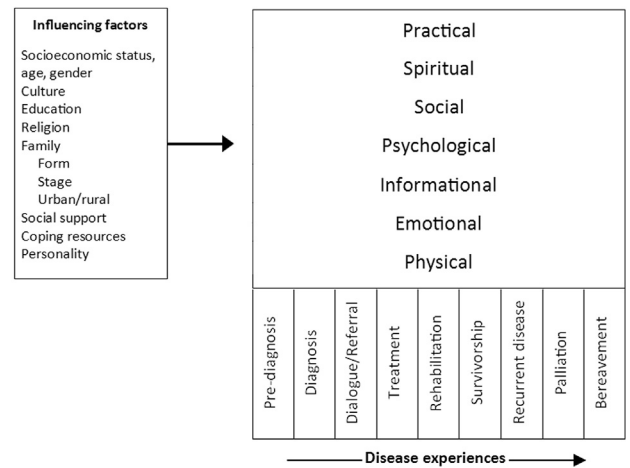 Influencing factors
Socioeconomic status,
age, gender
Culture
Education
Religion
Family
Form
Stage
Urban/rural
Social support
Coping resources
Personality
Practical
Spiritual
Social
Psychological
Informational
Emotional
Physical
Pre-diagnosis
Diagnosis
Dialogue/Referral
Treatment
Rehabilitation
Survivorship
Recurrent disease
Palliation
Bereavement
Disease experiences